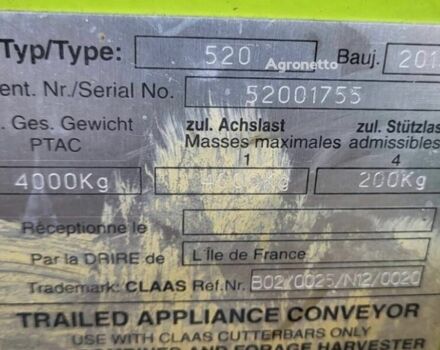 Typ/Type: 520 Bauj. 201
Agronetto
ent. Nr./Serial No. 52001755
. Ges. Gewicht zul. Achslast zul. Stützlas
PTAC Masses maximales admissibles
1 4
4000Kg 4000Kg 200Kg
Réceptionne le
Par la DRIRE de L'Ile de France
Trademark: CLAAS Ref.Nr. B02/0025/N12/0020
TRAILED APPLIANCE CONVEYOR
USE WITH CLAAS CUTTERBARS ONLY
AND FORAGE HARVESTER